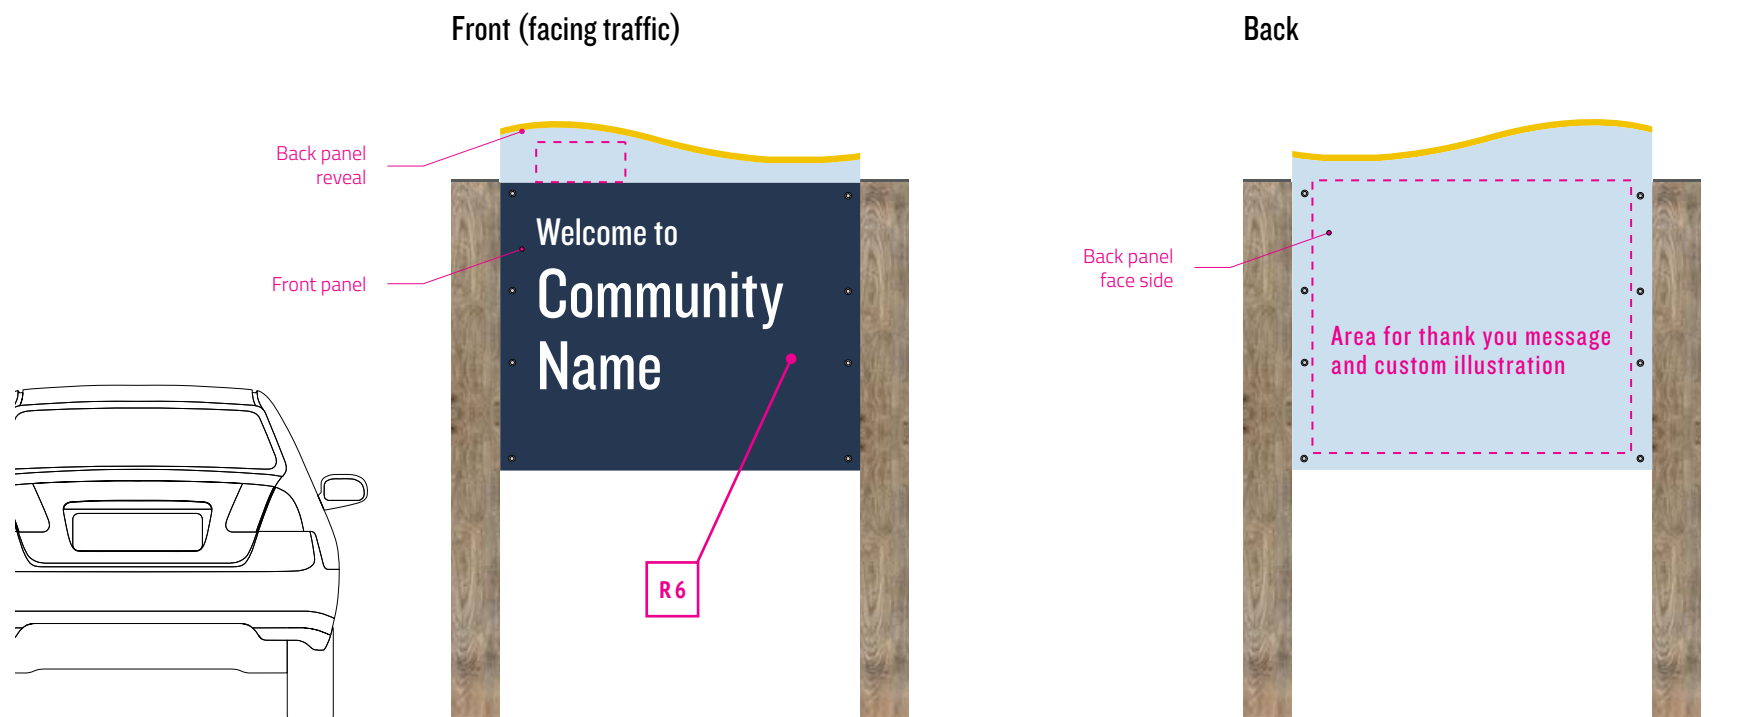 Front (facing traffic)
Back
Back panel
reveal
Front panel
Welcome to
Community
Name
R6
Back panel
face side
Area for thank you message
and custom illustration